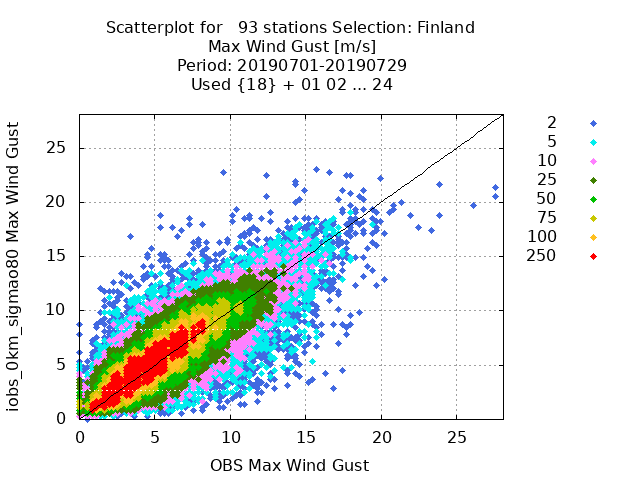 Scatterplot for 93 stations Selection: Finland
Max Wind Gust [m/s]
Period: 20190701-20190729
Used {18} + 01 02 ... 24
iobs_0km_sigmao80 Max Wind Gust
25
20
15
10
5
0
0 5 10 15 20 25
OBS Max Wind Gust
2
5
10
25
50
75
100
250